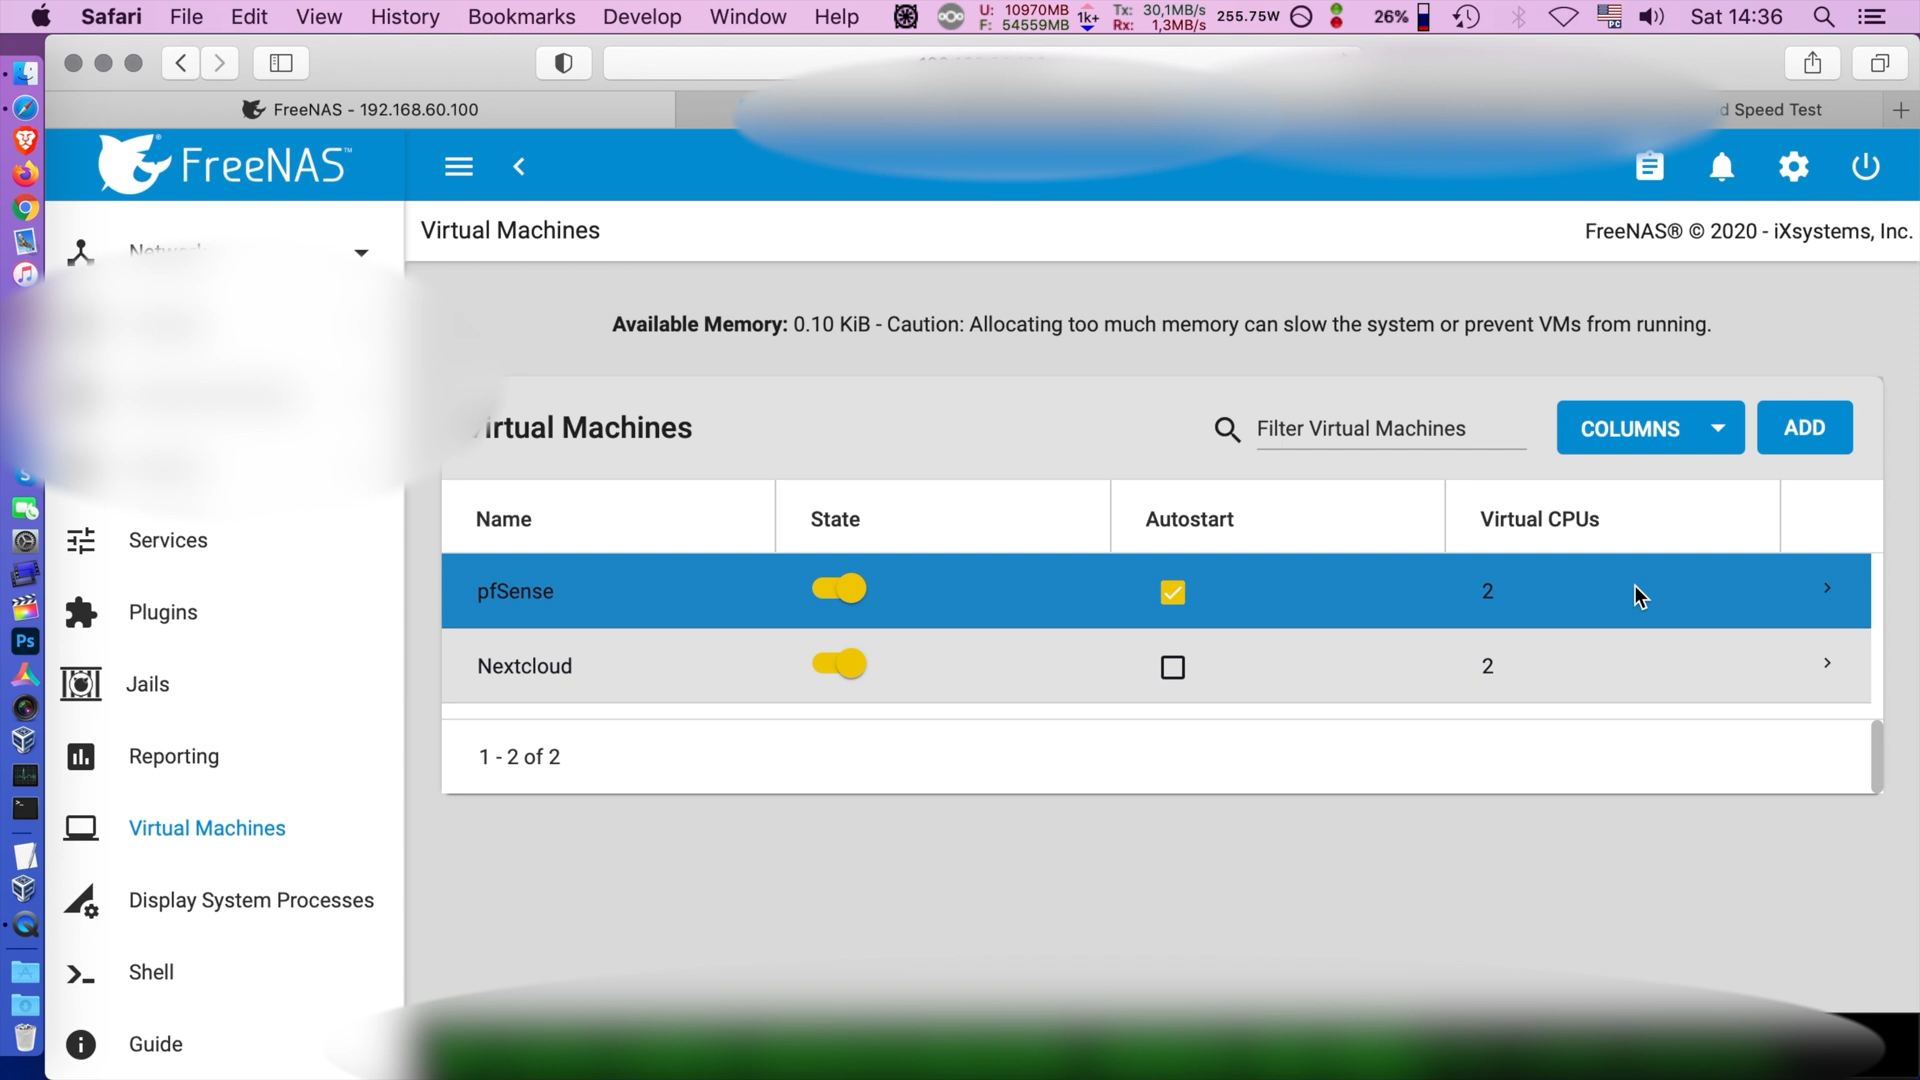 Safari File Edit View History Bookmarks Develop Window Help U: 10970MB F: 54559MB 1k+ Tx: 30,1MB/s Rx: 1,3MB/s 255.75W 26% Sat 14:36
FreeNAS - 192.168.60.100
d Speed Test
FreeNAS™
Virtual Machines
FreeNAS® © 2020 - iXsystems, Inc.
Available Memory: 0.10 KiB - Caution: Allocating too much memory can slow the system or prevent VMs from running.
irtual Machines
Filter Virtual Machines
COLUMNS
ADD
Name State Autostart Virtual CPUs
pfSense 2
Nextcloud 2
1 - 2 of 2
Services
Plugins
Jails
Reporting
Virtual Machines
Display System Processes
Shell
Guide
Ps